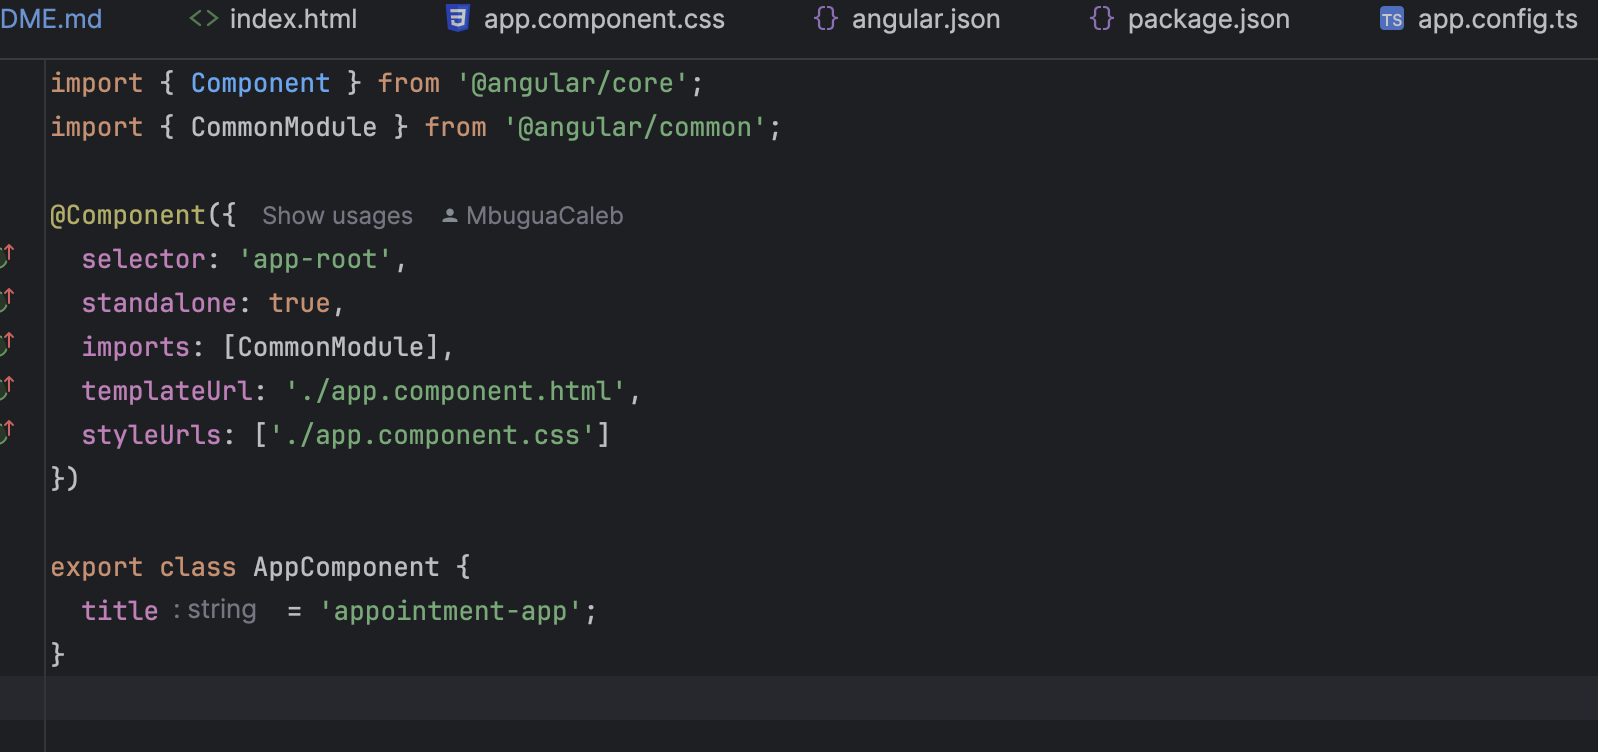 DME.md <> index.html app.component.css {} angular.json {} package.json TS app.config.ts
import { Component } from '@angular/core';
import { CommonModule } from '@angular/common';
@Component({ Show usages MbuguaCaleb
selector: 'app-root',
standalone: true,
imports: [CommonModule],
templateUrl: './app.component.html',
styleUrls: ['./app.component.css']
})
export class AppComponent {
title : string = 'appointment-app';
}